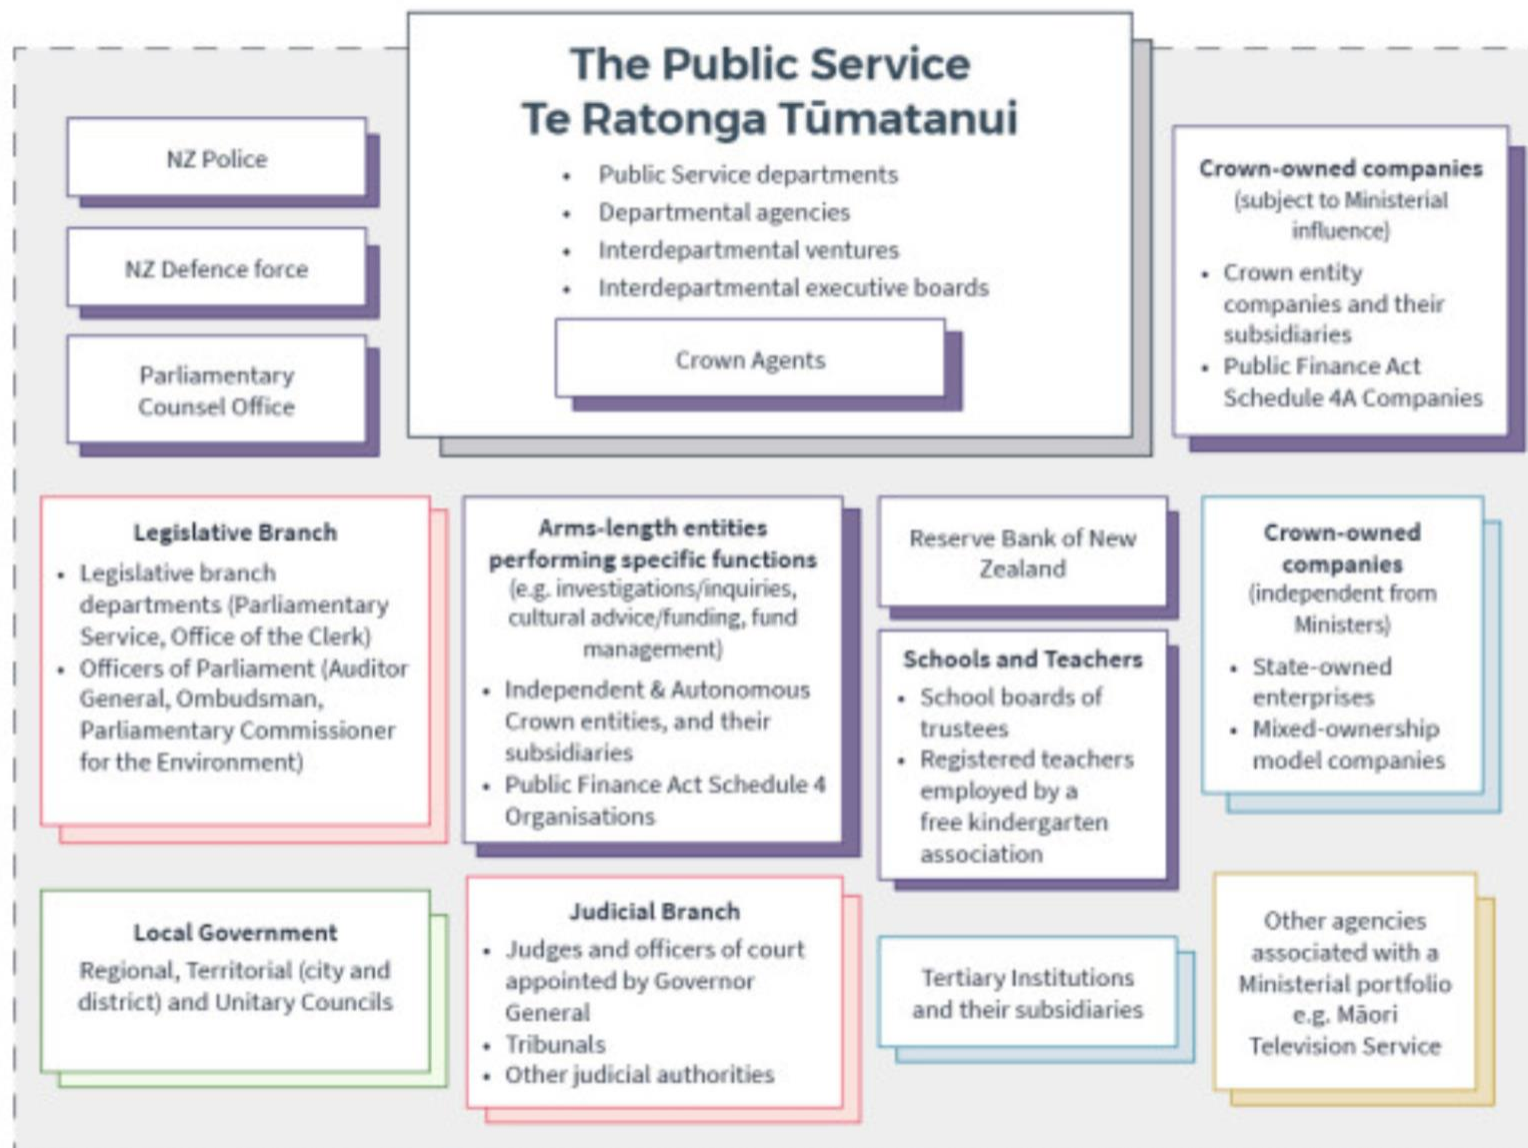 The Public Service
Te Ratonga Tūmatanui
• Public Service departments
• Departmental agencies
• Interdepartmental ventures
• Interdepartmental executive boards
Crown Agents
NZ Police
NZ Defence force
Parliamentary
Counsel Office
Crown-owned companies
(subject to Ministerial
influence)
• Crown entity
companies and their
subsidiaries
• Public Finance Act
Schedule 4A Companies
Legislative Branch
• Legislative branch
departments (Parliamentary
Service, Office of the Clerk)
• Officers of Parliament (Auditor
General, Ombudsman,
Parliamentary Commissioner
for the Environment)
Arms-length entities
performing specific functions
(e.g. investigations/inquiries,
cultural advice/funding, fund
management)
• Independent & Autonomous
Crown entities, and their
subsidiaries
• Public Finance Act Schedule 4
Organisations
Reserve Bank of New
Zealand
Schools and Teachers
• School boards of
trustees
• Registered teachers
employed by a
free kindergarten
association
Crown-owned
companies
(independent from
Ministers)
• State-owned
enterprises
• Mixed-ownership
model companies
Local Government
Regional, Territorial (city and
district) and Unitary Councils
Judicial Branch
• Judges and officers of court
appointed by Governor
General
• Tribunals
• Other judicial authorities
Tertiary Institutions
and their subsidiaries
Other agencies
associated with a
Ministerial portfolio
e.g. Māori
Television Service